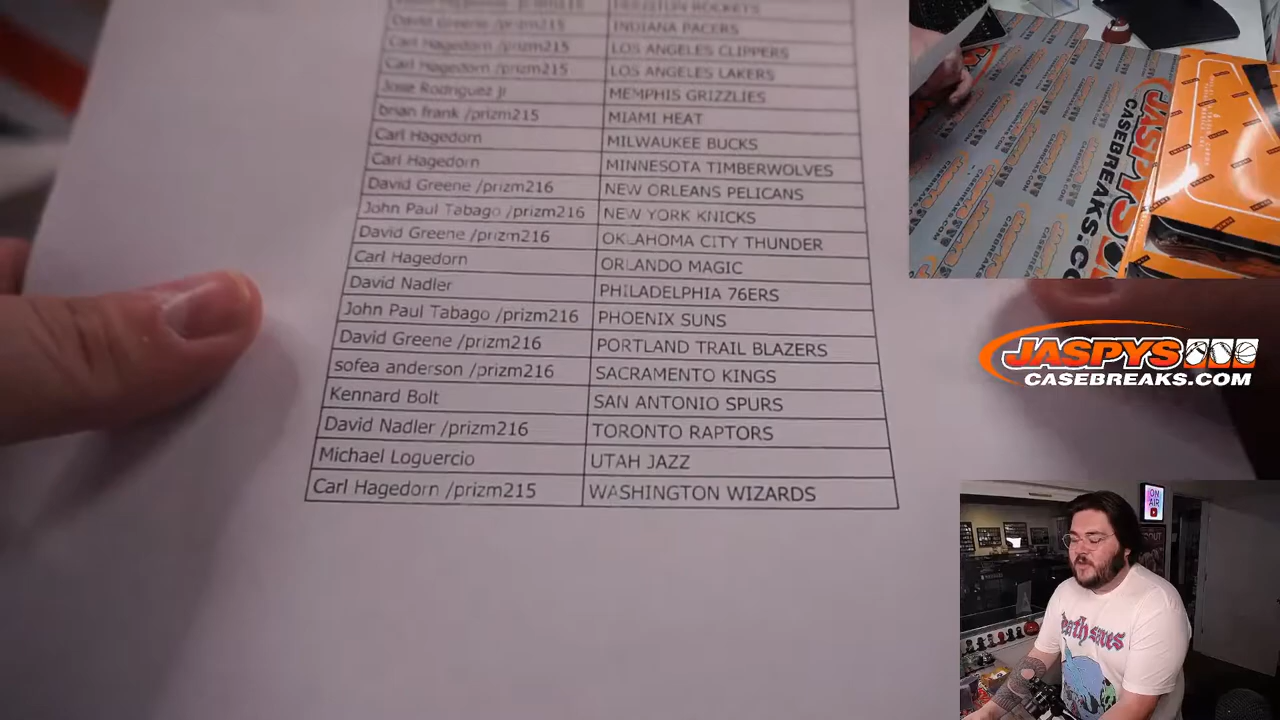 HOUSTON ROCKETS
David Greene /prizm215 INDIANA PACERS
Carl Hagedorn /prizm215 LOS ANGELES CLIPPERS
Carl Hagedorn /prizm215 LOS ANGELES LAKERS
Jose Rodriguez jr MEMPHIS GRIZZLIES
brian frank /prizm215 MIAMI HEAT
Carl Hagedorn MILWAUKEE BUCKS
Carl Hagedorn MINNESOTA TIMBERWOLVES
David Greene /prizm216 NEW ORLEANS PELICANS
John Paul Tabago /prizm216 NEW YORK KNICKS
David Greene /prizm216 OKLAHOMA CITY THUNDER
Carl Hagedorn ORLANDO MAGIC
David Nadler PHILADELPHIA 76ERS
John Paul Tabago /prizm216 PHOENIX SUNS
David Greene /prizm216 PORTLAND TRAIL BLAZERS
sofea anderson /prizm216 SACRAMENTO KINGS
Kennard Bolt SAN ANTONIO SPURS
David Nadler /prizm216 TORONTO RAPTORS
Michael Loguercio UTAH JAZZ
Carl Hagedorn /prizm215 WASHINGTON WIZARDS
JASPYS
CASEBREAKS.C
JASPYS
CASEBREAKS.COM
ON
AIR